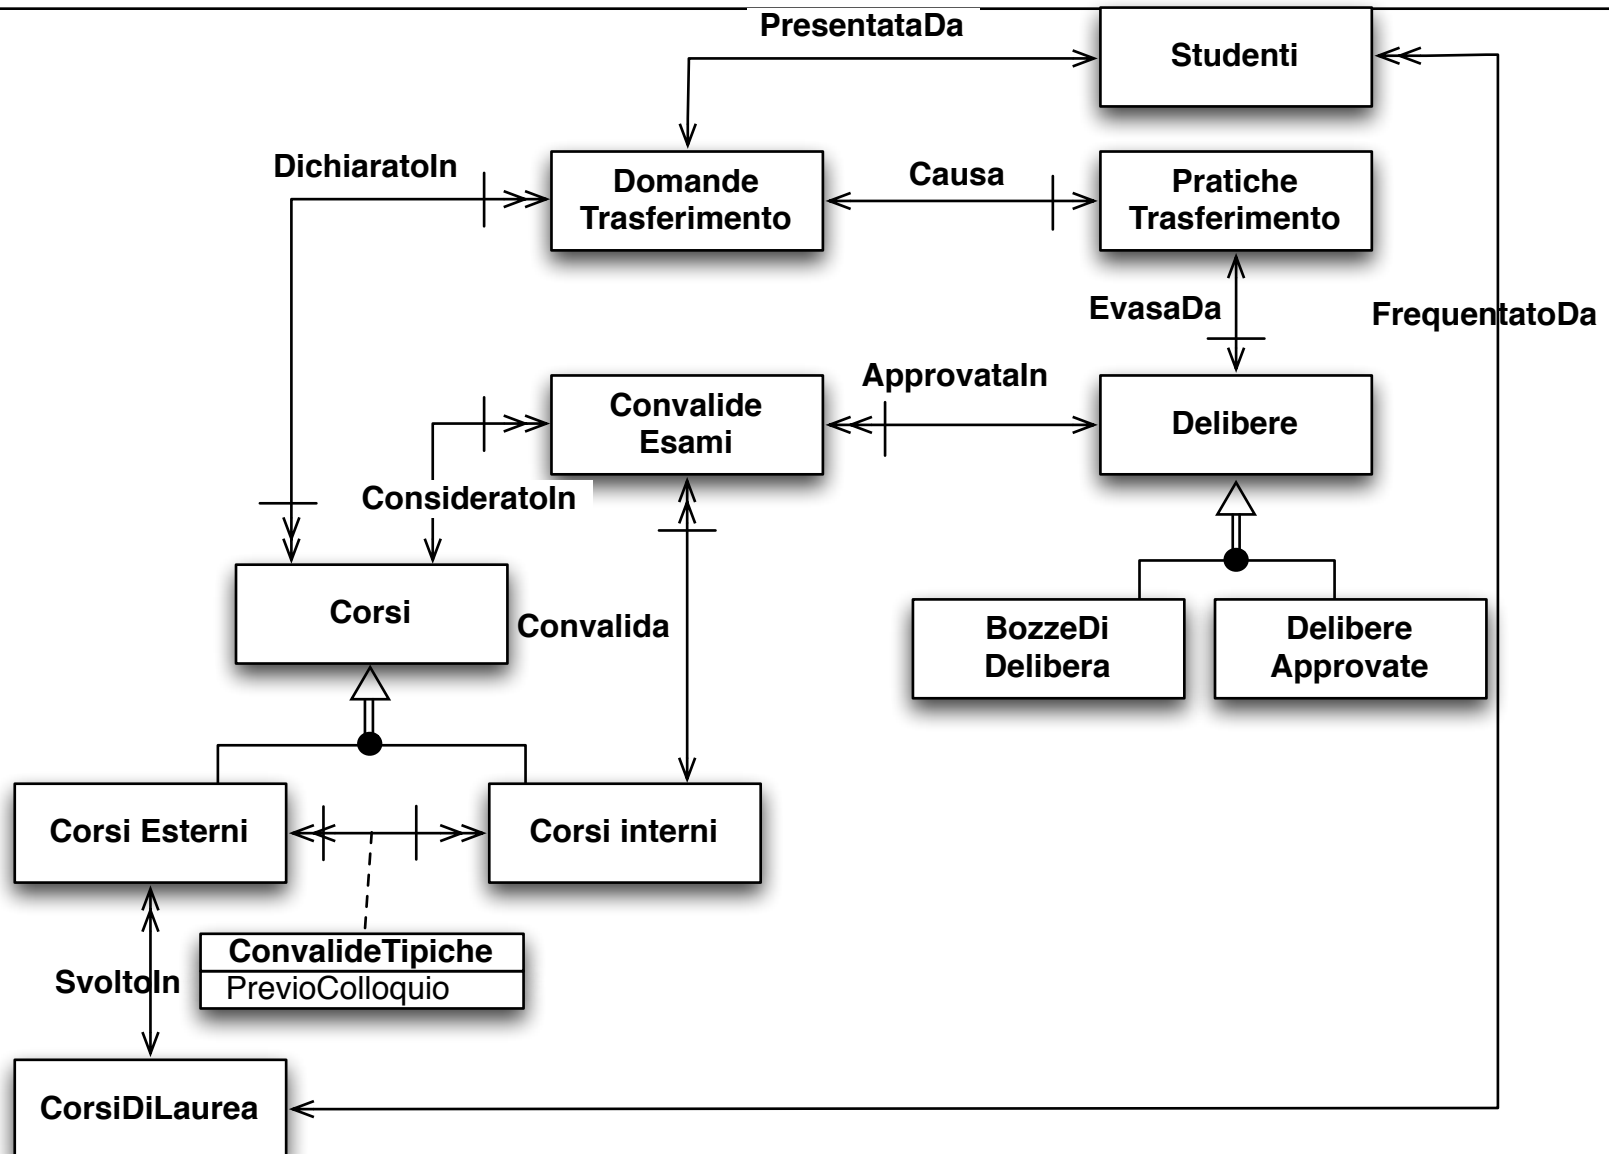 PresentataDa
Studenti
DichiaratoIn
Domande
Trasferimento
Causa
Pratiche
Trasferimento
EvasaDa
FrequentatoDa
ApprovataIn
Convalide
Esami
Delibere
ConsideratoIn
Corsi
Convalida
BozzeDi
Delibera
Delibere
Approvate
Corsi Esterni
Corsi interni
ConvalideTipiche
PrevioColloquio
SvoltoIn
CorsiDiLaurea